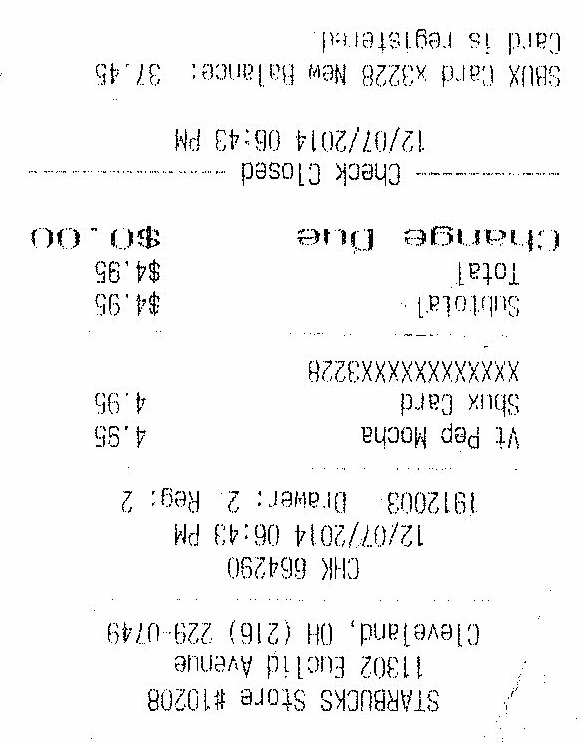 STARBUCKS Store #10208
11302 Euclid Avenue
Cleveland, OH (216) 229-0749
CHK 664290
12/07/2014 06:43 PM
1912003 Drawer: 2 Reg: 2
Vt Pep Mocha 4.95
Sbux Card 4.95
XXXXXXXXXXXX3228
Subtotal $4.95
Total $4.95
Change Due $0.00
Check Closed
12/07/2014 06:43 PM
SBUX Card x3228 New Balance: 37.45
Card is registered.